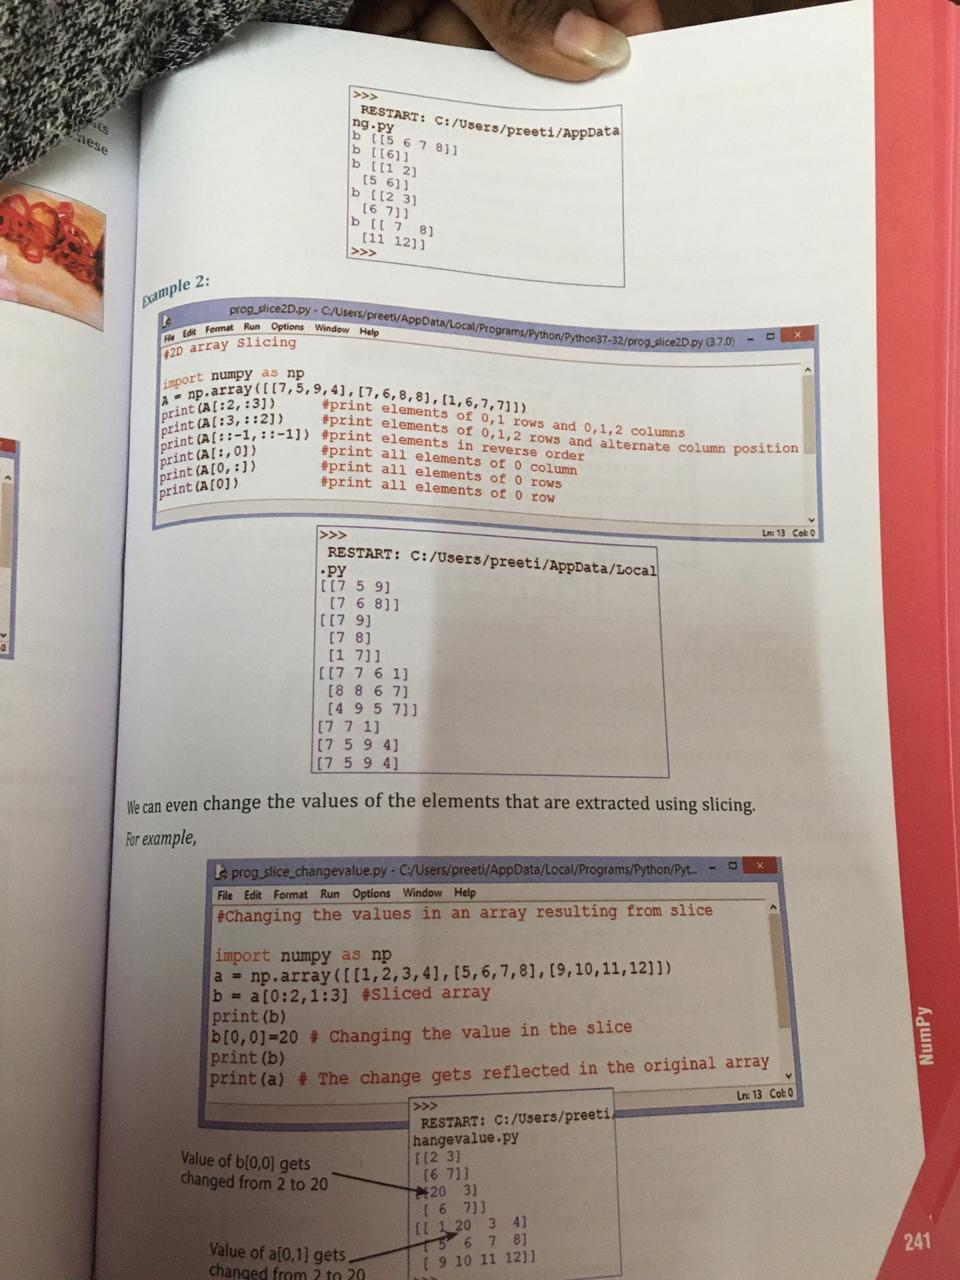 sts
hese
>>>
RESTART: C:/Users/preeti/AppData
ng.py
b [[5 6 7 8]]
b [[6]]
b [[1 2]
[5 6]]
b [[2 3]
[6 7]]
b [[ 7 8]
[11 12]]
>>>
Example 2:
prog_slice2D.py - C:/Users/preeti/AppData/Local/Programs/Python/Python37-32/prog_slice2D.py (3.7.0)
File Edit Format Run Options Window Help
#2D array Slicing
import numpy as np
A = np.array([[7,5,9,4],[7,6,8,8],[1,6,7,7]])
print(A[:2,:3]) #print elements of 0,1 rows and 0,1,2 columns
print(A[:3,::2]) #print elements of 0,1,2 rows and alternate column position
print(A[::-1,::-1]) #print elements in reverse order
print(A[:,0]) #print all elements of 0 column
print(A[0,:]) #print all elements of 0 rows
print(A[0]) #print all elements of 0 row
Ln: 13 Col: 0
>>>
RESTART: C:/Users/preeti/AppData/Local
.py
[[7 5 9]
[7 6 8]]
[[7 9]
[7 8]
[1 7]]
[[7 7 6 1]
[8 8 6 7]
[4 9 5 7]]
[7 7 1]
[7 5 9 4]
[7 5 9 4]
We can even change the values of the elements that are extracted using slicing.
For example,
prog_slice_changevalue.py - C:/Users/preeti/AppData/Local/Programs/Python/Pyt...
File Edit Format Run Options Window Help
#Changing the values in an array resulting from slice
import numpy as np
a = np.array([[1,2,3,4],[5,6,7,8],[9,10,11,12]])
b = a[0:2,1:3] #Sliced array
print(b)
b[0,0]=20 # Changing the value in the slice
print(b)
print(a) # The change gets reflected in the original array
Ln: 13 Col: 0
>>>
RESTART: C:/Users/preeti/
hangevalue.py
[[2 3]
[6 7]]
[[20 3]
[ 6 7]]
[[ 1 20 3 4]
[ 5 6 7 8]
[ 9 10 11 12]]
>>>
Value of b[0,0] gets
changed from 2 to 20
Value of a[0,1] gets
changed from 2 to 20
NumPy
241